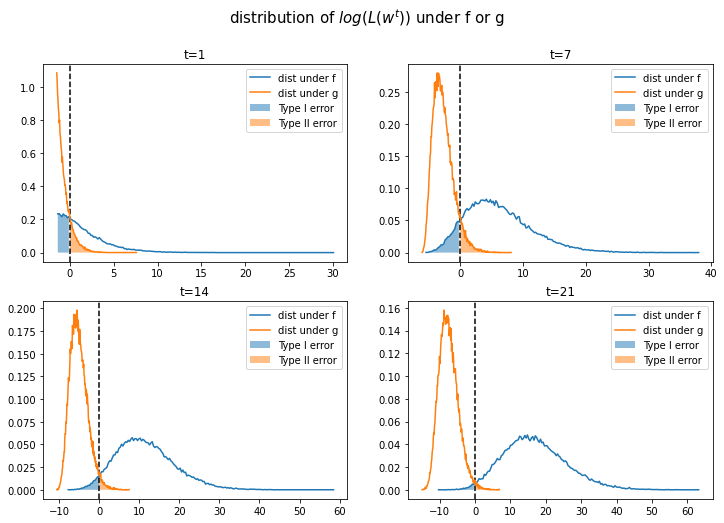 distribution of log(L(w^t)) under f or g
t=1
1.0
0.8
0.6
0.4
0.2
0.0
0 5 10 15 20 25 30
dist under f
dist under g
Type I error
Type II error
t=7
0.25
0.20
0.15
0.10
0.05
0.00
0 10 20 30 40
dist under f
dist under g
Type I error
Type II error
t=14
0.200
0.175
0.150
0.125
0.100
0.075
0.050
0.025
0.000
−10 0 10 20 30 40 50 60
dist under f
dist under g
Type I error
Type II error
t=21
0.16
0.14
0.12
0.10
0.08
0.06
0.04
0.02
0.00
−10 0 10 20 30 40 50 60
dist under f
dist under g
Type I error
Type II error